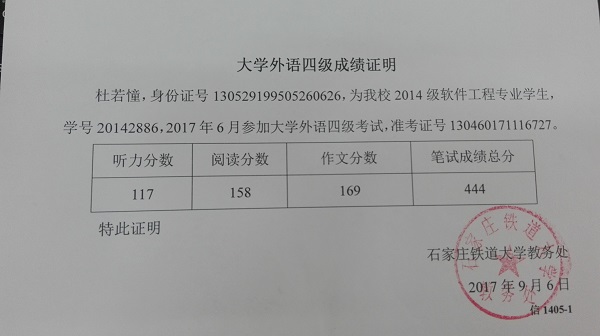 大学外语四级成绩证明
杜若憧，身份证号 130529199505260626，为我校 2014 级软件工程专业学生，
学号 20142886，2017 年 6 月参加大学外语四级考试，准考证号 130460171116727。
听力分数 阅读分数 作文分数 笔试成绩总分
117 158 169 444
特此证明
石家庄铁道大学教务处
2017 年 9 月 6 日
信 1405-1
石家庄铁道大学
教务处